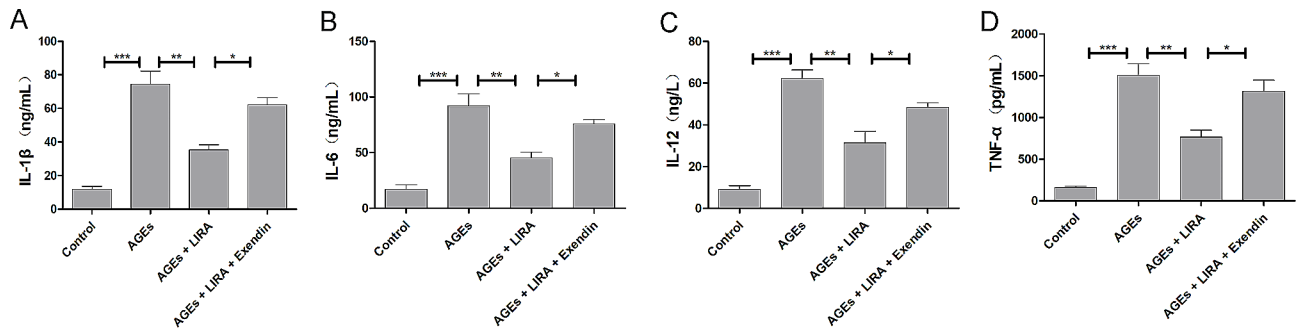 A
IL-1β（ng/mL）
100
80
60
40
20
0
***
**
*
Control
AGEs
AGEs + LIRA
AGEs + LIRA + Exendin
B
IL-6（ng/mL）
150
100
50
0
***
**
*
Control
AGEs
AGEs + LIRA
AGEs + LIRA + Exendin
C
IL-12（ng/L）
80
60
40
20
0
***
**
*
Control
AGEs
AGEs + LIRA
AGEs + LIRA + Exendin
D
TNF-α（pg/mL）
2000
1500
1000
500
0
***
**
*
Control
AGEs
AGEs + LIRA
AGEs + LIRA + Exendin